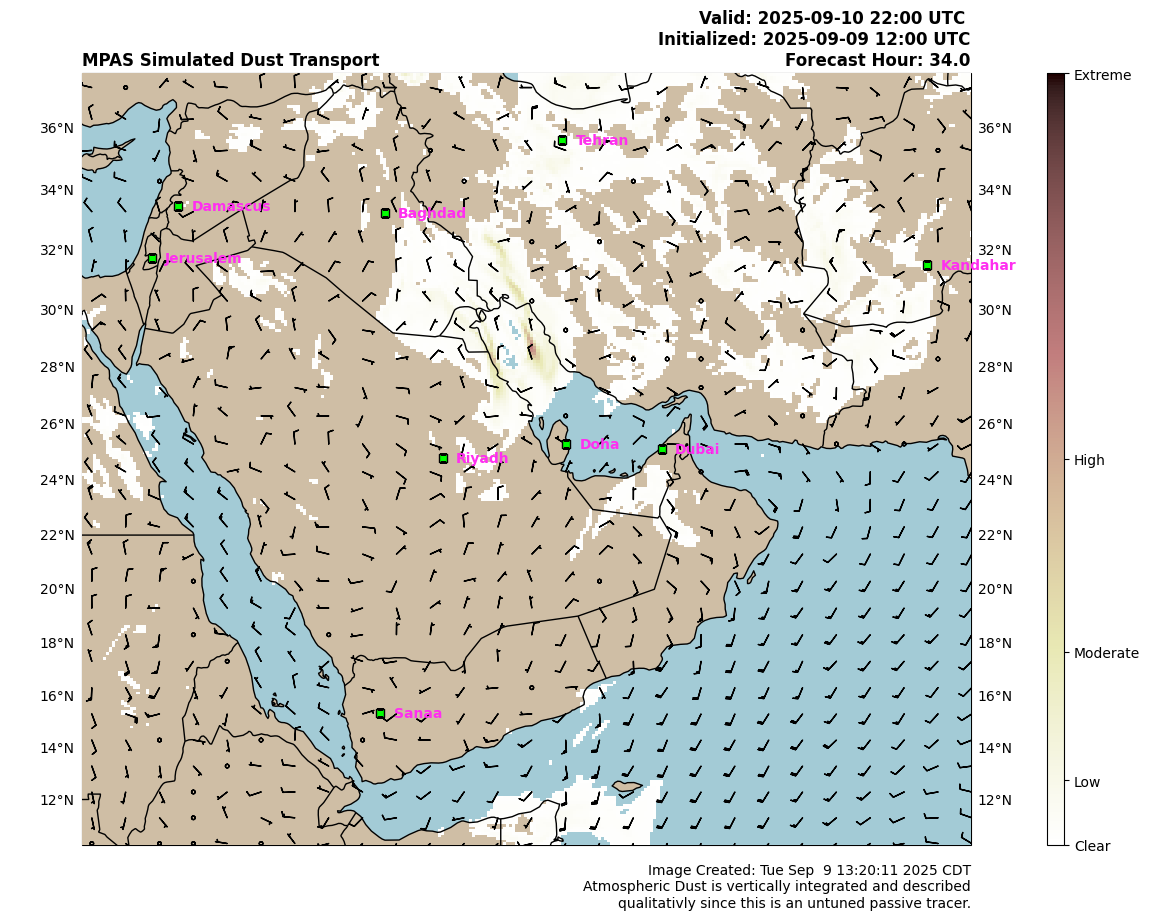 Valid: 2025-09-10 22:00 UTC
Initialized: 2025-09-09 12:00 UTC
MPAS Simulated Dust Transport
Forecast Hour: 34.0
Extreme
36°N
36°N
Tehran
34°N
34°N
Damascus
Baghdad
32°N
32°N
Jerusalem
Kandahar
30°N
30°N
28°N
28°N
26°N
26°N
Doha
Dubai
Riyadh
High
24°N
24°N
22°N
22°N
20°N
20°N
18°N
18°N
Moderate
16°N
16°N
Sanaa
14°N
14°N
Low
12°N
12°N
Clear
Image Created: Tue Sep  9 13:20:11 2025 CDT
Atmospheric Dust is vertically integrated and described
qualitativly since this is an untuned passive tracer.